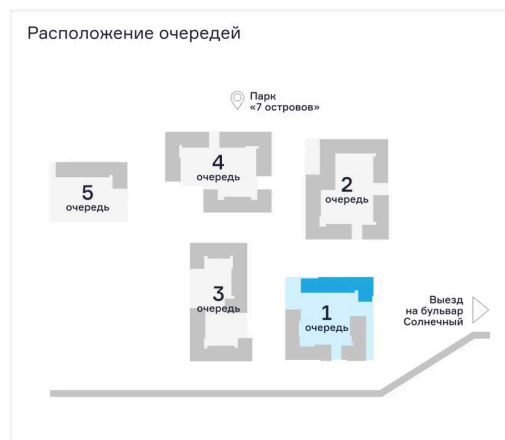 Расположение очередей
Парк
«7 островов»
4
очередь
2
очередь
5
очередь
3
очередь
1
очередь
Выезд
на бульвар
Солнечный